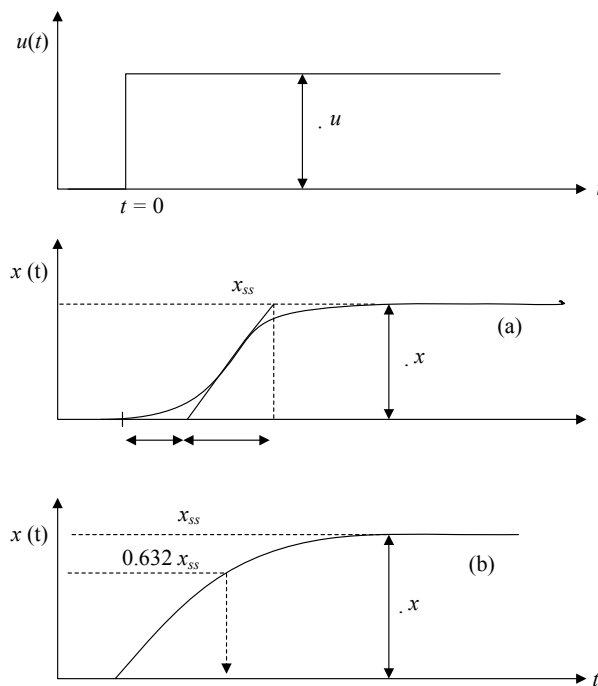 u(t)
. u
t = 0
x (t)
x_ss
(a)
. x
x (t)
x_ss
0.632 x_ss
(b)
. x
t